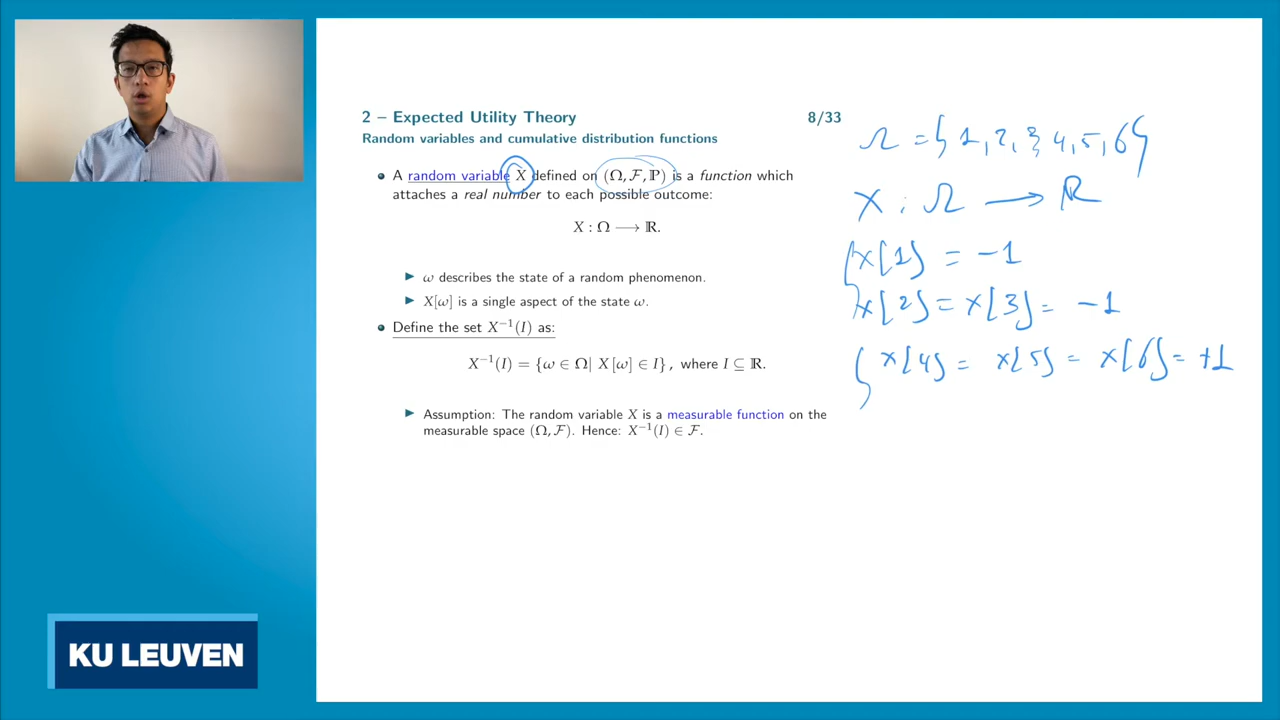 2 – Expected Utility Theory 8/33
Random variables and cumulative distribution functions
A random variable X defined on (Ω, F, P) is a function which
attaches a real number to each possible outcome:
X : Ω ⟶ ℝ.
ω describes the state of a random phenomenon.
X[ω] is a single aspect of the state ω.
Define the set X⁻¹(I) as:
X⁻¹(I) = {ω ∈ Ω| X [ω] ∈ I} , where I ⊆ ℝ.
Assumption: The random variable X is a measurable function on the
measurable space (Ω, F). Hence: X⁻¹(I) ∈ F.
Ω = { 1, 2, 3, 4, 5, 6 }
X : Ω ⟶ ℝ
X[1] = -1
X[2] = X[3] = -1
X[4] = X[5] = X[6] = +1
KU LEUVEN